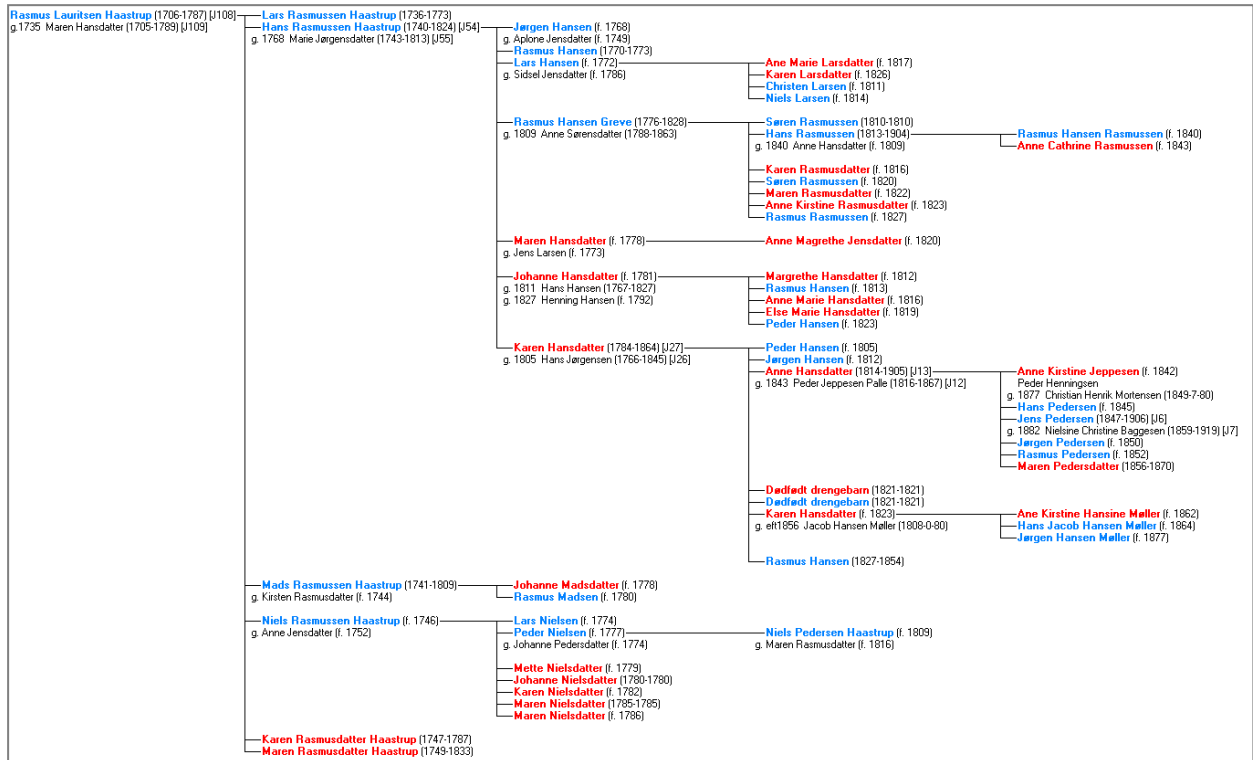 Rasmus Lauritsen Haastrup (1706-1787) [J108]
g.1735 Maren Hansdatter (1705-1789) [J109]
Lars Rasmussen Haastrup (1736-1773)
Hans Rasmussen Haastrup (1740-1824) [J54]
g. 1768 Marie Jørgensdatter (1743-1813) [J55]
Jørgen Hansen (f. 1768)
g. Aplone Jensdatter (f. 1749)
Rasmus Hansen (1770-1773)
Lars Hansen (f. 1772)
g. Sidsel Jensdatter (f. 1786)
Ane Marie Larsdatter (f. 1817)
Karen Larsdatter (f. 1826)
Christen Larsen (f. 1811)
Niels Larsen (f. 1814)
Rasmus Hansen Greve (1776-1828)
g. 1809 Anne Sørensdatter (1788-1863)
Søren Rasmussen (1810-1810)
Hans Rasmussen (1813-1904)
g. 1840 Anne Hansdatter (f. 1809)
Rasmus Hansen Rasmussen (f. 1840)
Anne Cathrine Rasmussen (f. 1843)
Karen Rasmusdatter (f. 1816)
Søren Rasmussen (f. 1820)
Maren Rasmusdatter (f. 1822)
Anne Kirstine Rasmusdatter (f. 1823)
Rasmus Rasmussen (f. 1827)
Maren Hansdatter (f. 1778)
g. Jens Larsen (f. 1773)
Anne Magrethe Jensdatter (f. 1820)
Johanne Hansdatter (f. 1781)
g. 1811 Hans Hansen (1767-1827)
g. 1827 Henning Hansen (f. 1792)
Margrethe Hansdatter (f. 1812)
Rasmus Hansen (f. 1813)
Anne Marie Hansdatter (f. 1816)
Else Marie Hansdatter (f. 1819)
Peder Hansen (f. 1823)
Karen Hansdatter (1784-1864) [J27]
g. 1805 Hans Jørgensen (1766-1845) [J26]
Peder Hansen (f. 1805)
Jørgen Hansen (f. 1812)
Anne Hansdatter (1814-1905) [J13]
g. 1843 Peder Jeppesen Palle (1816-1867) [J12]
Anne Kirstine Jeppesen (f. 1842)
Peder Henningsen
g. 1877 Christian Henrik Mortensen (1849-7-80)
Hans Pedersen (f. 1845)
Jens Pedersen (1847-1906) [J6]
g. 1882 Nielsine Christine Baggesen (1859-1919) [J7]
Jørgen Pedersen (f. 1850)
Rasmus Pedersen (f. 1852)
Maren Pedersdatter (1856-1870)
Dødfødt drengebarn (1821-1821)
Dødfødt drengebarn (1821-1821)
Karen Hansdatter (f. 1823)
g. eft1856 Jacob Hansen Møller (1808-0-80)
Ane Kirstine Hansine Møller (f. 1862)
Hans Jacob Hansen Møller (f. 1864)
Jørgen Hansen Møller (f. 1877)
Rasmus Hansen (1827-1854)
Mads Rasmussen Haastrup (1741-1809)
g. Kirsten Rasmusdatter (f. 1744)
Johanne Madsdatter (f. 1778)
Rasmus Madsen (f. 1780)
Niels Rasmussen Haastrup (f. 1746)
g. Anne Jensdatter (f. 1752)
Lars Nielsen (f. 1774)
Peder Nielsen (f. 1777)
g. Johanne Pedersdatter (f. 1774)
Niels Pedersen Haastrup (f. 1809)
g. Maren Rasmusdatter (f. 1816)
Mette Nielsdatter (f. 1779)
Johanne Nielsdatter (1780-1780)
Karen Nielsdatter (f. 1782)
Maren Nielsdatter (1785-1785)
Maren Nielsdatter (f. 1786)
Karen Rasmusdatter Haastrup (1747-1787)
Maren Rasmusdatter Haastrup (1749-1833)